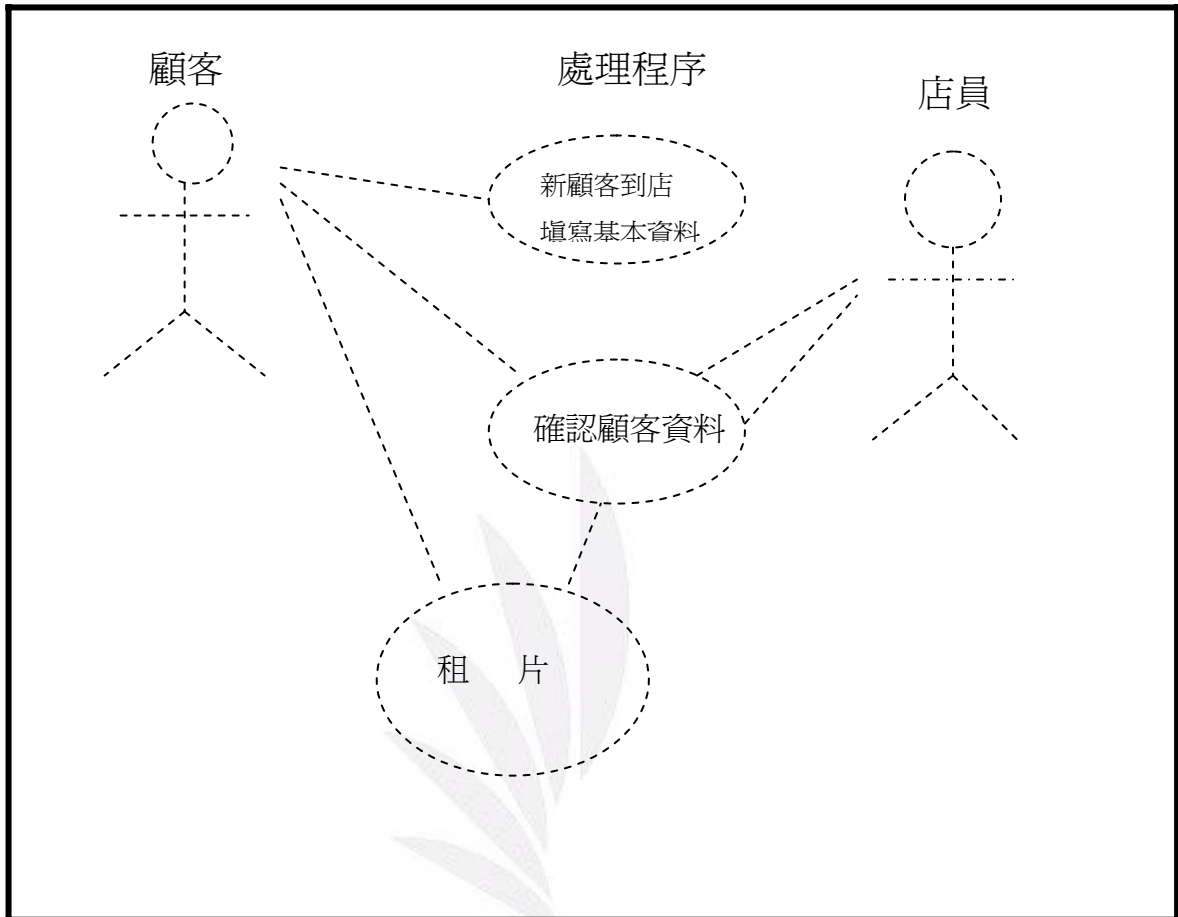 顧客
處理程序
店員
新顧客到店
填寫基本資料
確認顧客資料
租 片